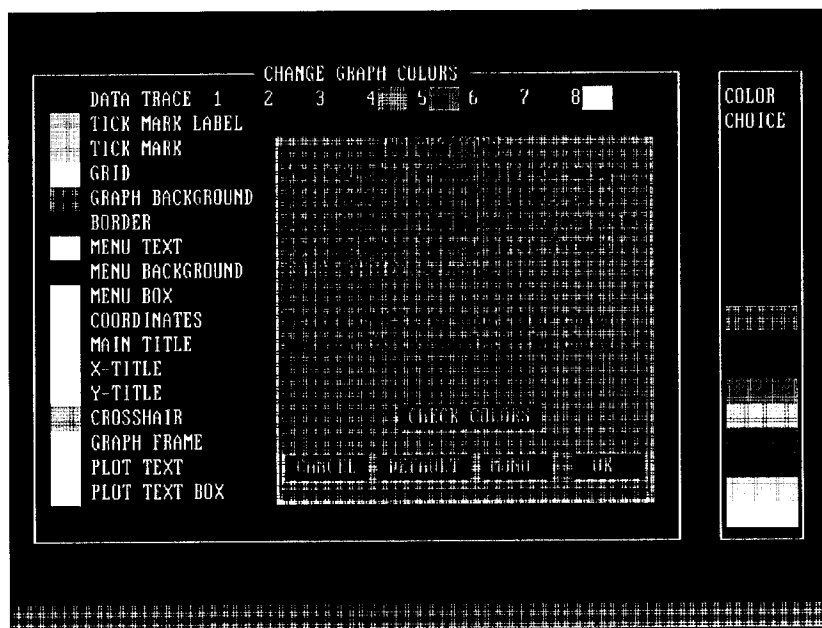 CHANGE GRAPH COLORS
DATA TRACE 1 2 3 4 5 6 7 8
TICK MARK LABEL
TICK MARK
GRID
GRAPH BACKGROUND
BORDER
MENU TEXT
MENU BACKGROUND
MENU BOX
COORDINATES
MAIN TITLE
X-TITLE
Y-TITLE
CROSSHAIR
GRAPH FRAME
PLOT TEXT
PLOT TEXT BOX
CHECK COLORS
CANCEL DEFAULT MONO OK
COLOR
CHOICE